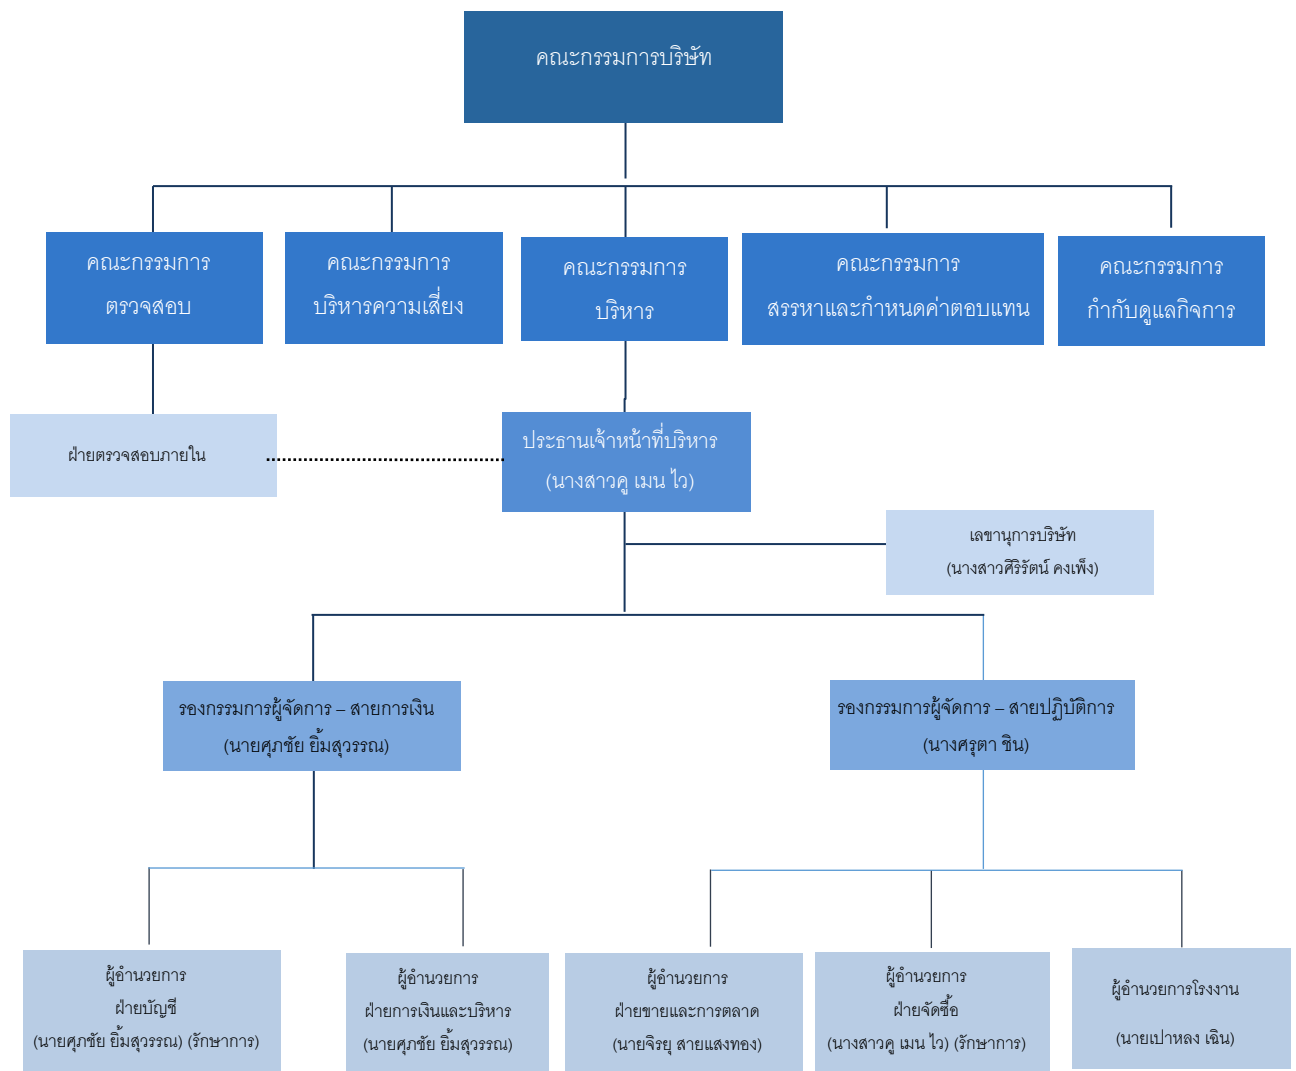 คณะกรรมการบริษัท
คณะกรรมการ
ตรวจสอบ
คณะกรรมการ
บริหารความเสี่ยง
คณะกรรมการ
บริหาร
คณะกรรมการ
สรรหาและกำหนดค่าตอบแทน
คณะกรรมการ
กำกับดูแลกิจการ
ฝ่ายตรวจสอบภายใน
ประธานเจ้าหน้าที่บริหาร
(นางสาวคู เมน ไว)
เลขานุการบริษัท
(นางสาวศิริรัตน์ คงเพ็ง)
รองกรรมการผู้จัดการ – สายการเงิน
(นายศุภชัย ยิ้มสุวรรณ)
รองกรรมการผู้จัดการ – สายปฏิบัติการ
(นางศรุตา ชิน)
ผู้อำนวยการ
ฝ่ายบัญชี
(นายศุภชัย ยิ้มสุวรรณ) (รักษาการ)
ผู้อำนวยการ
ฝ่ายการเงินและบริหาร
(นายศุภชัย ยิ้มสุวรรณ)
ผู้อำนวยการ
ฝ่ายขายและการตลาด
(นายจิรยุ สายแสงทอง)
ผู้อำนวยการ
ฝ่ายจัดซื้อ
(นางสาวคู เมน ไว) (รักษาการ)
ผู้อำนวยการโรงงาน
(นายเปาหลง เฉิน)